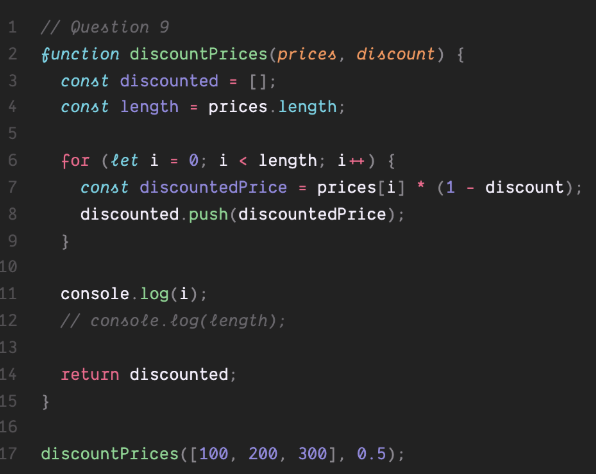 1 // Question 9
2 function discountPrices(prices, discount) {
3 const discounted = [];
4 const length = prices.length;
5
6 for (let i = 0; i < length; i++) {
7 const discountedPrice = prices[i] * (1 - discount);
8 discounted.push(discountedPrice);
9 }
10
11 console.log(i);
12 // console.log(length);
13
14 return discounted;
15 }
16
17 discountPrices([100, 200, 300], 0.5);